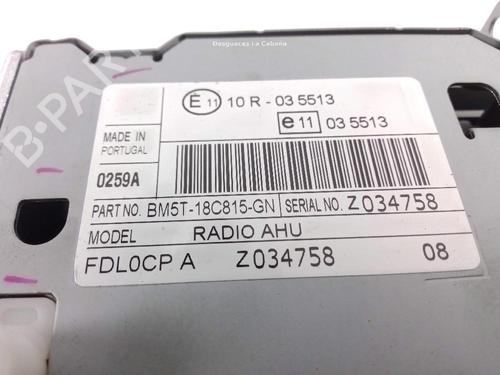 Desguaces La Cabaña
B-PARTS
E 11 10 R - 03 5513
e 11 03 5513
MADE IN
PORTUGAL
0259A
PART NO. BM5T-18C815-GN SERIAL NO. Z034758
MODEL RADIO AHU
FDL0CP A Z034758 08